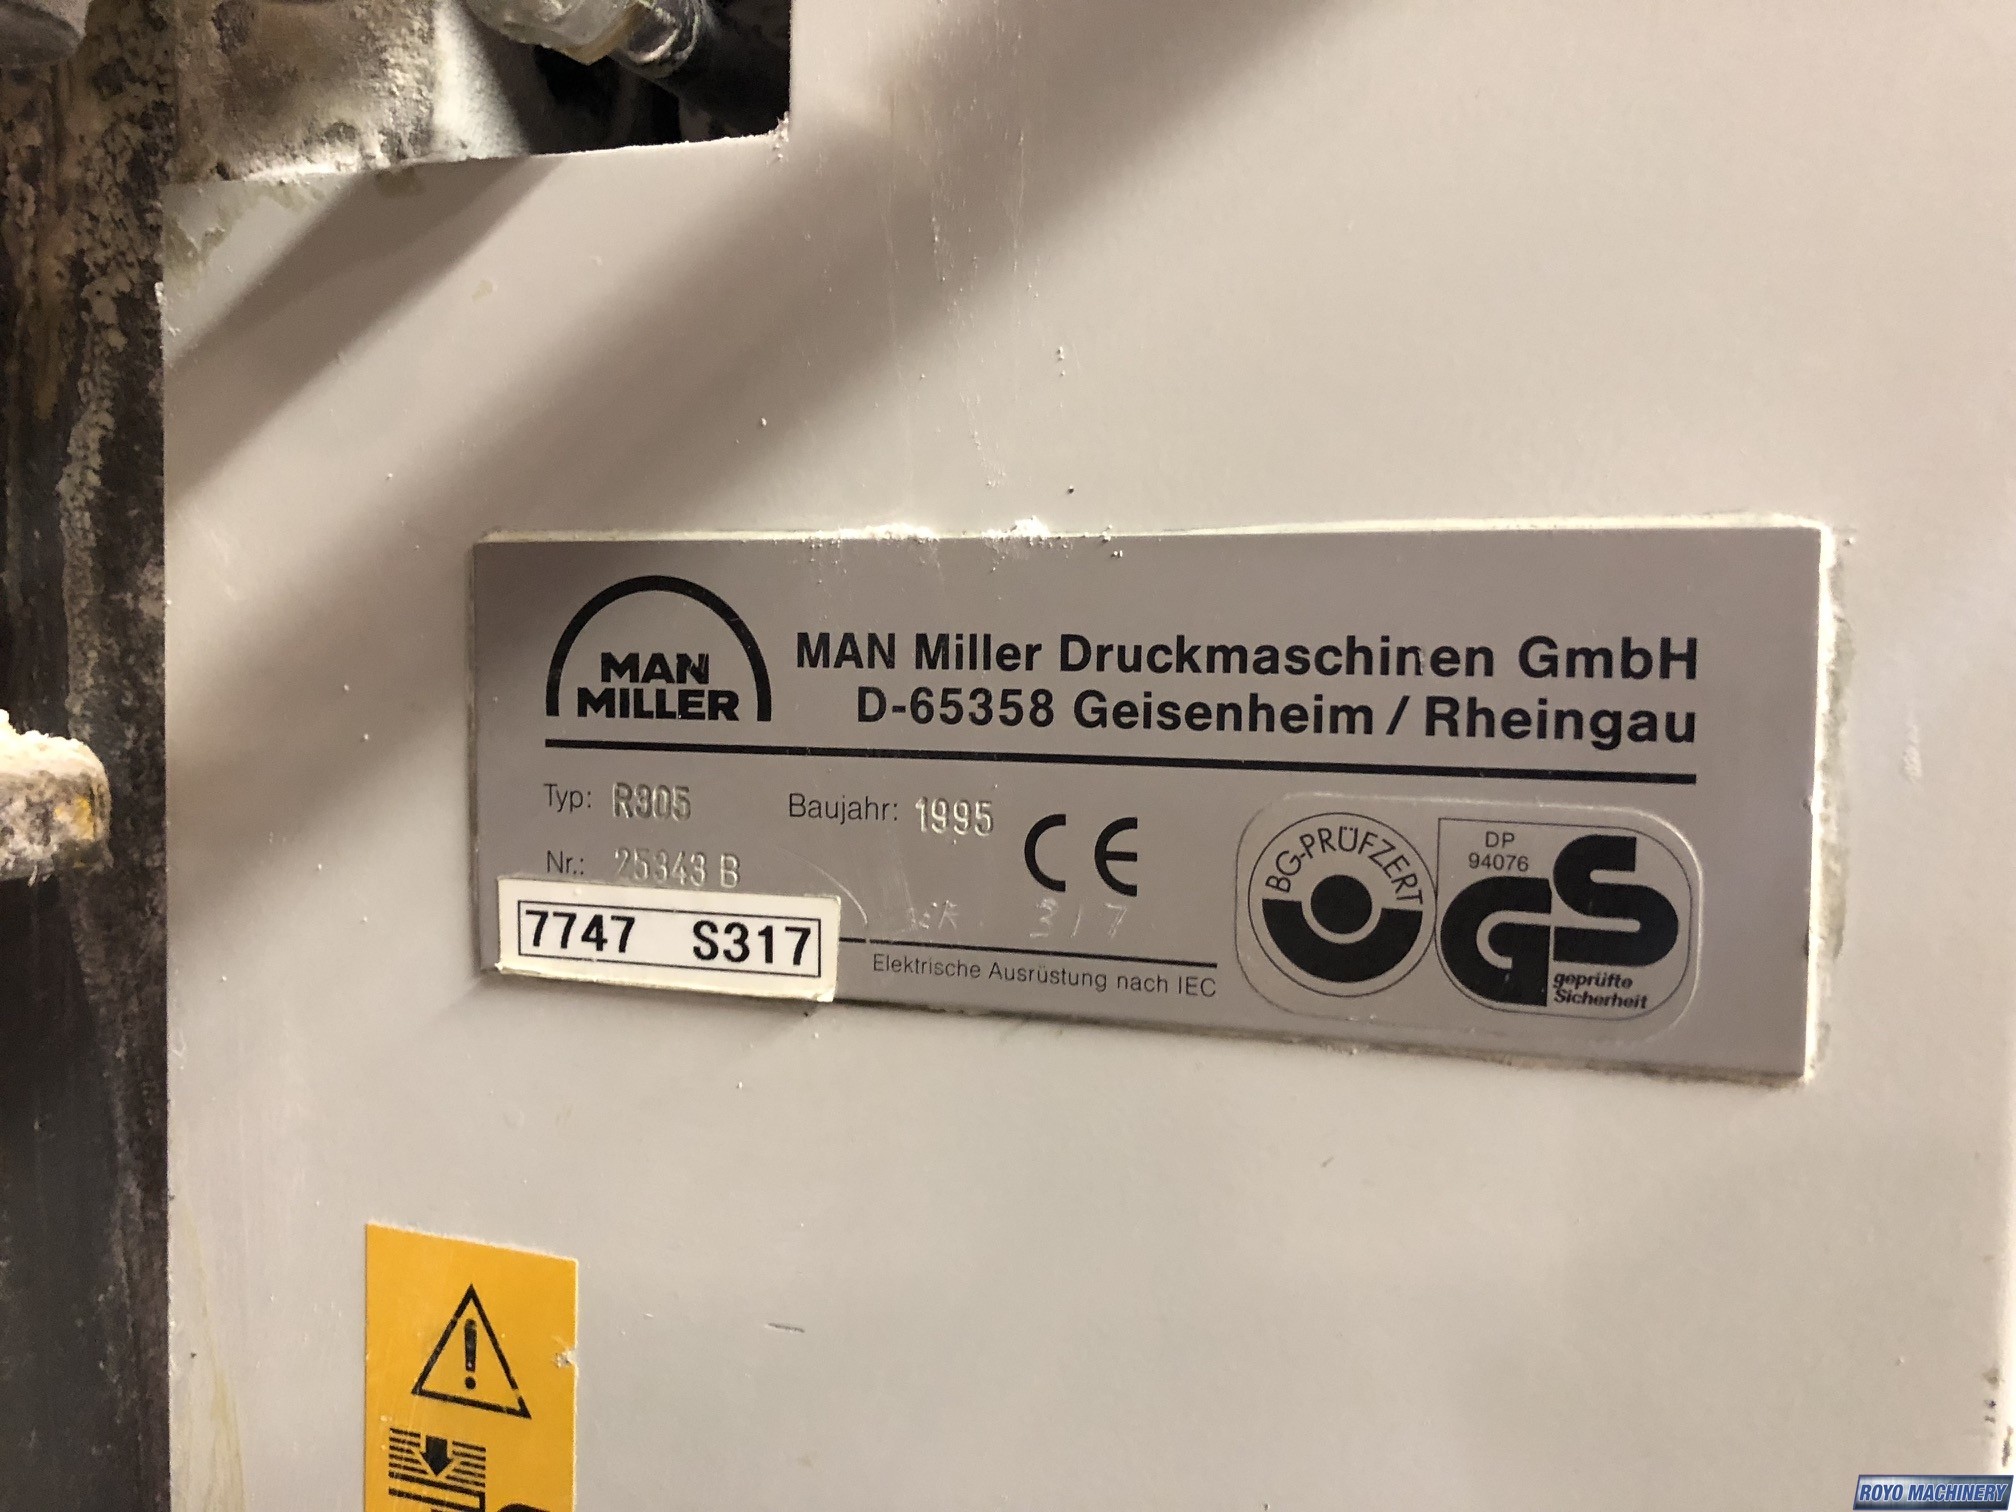 MAN
MILLER
MAN Miller Druckmaschinen GmbH
D-65358 Geisenheim / Rheingau
Typ: R305
Baujahr: 1995
Nr.: 25343 B
CE
7747 S317
317
Elektrische Ausrüstung nach IEC
BG-PRÜFZERT
DP
94076
GS
geprüfte
Sicherheit
ROYO MACHINERY